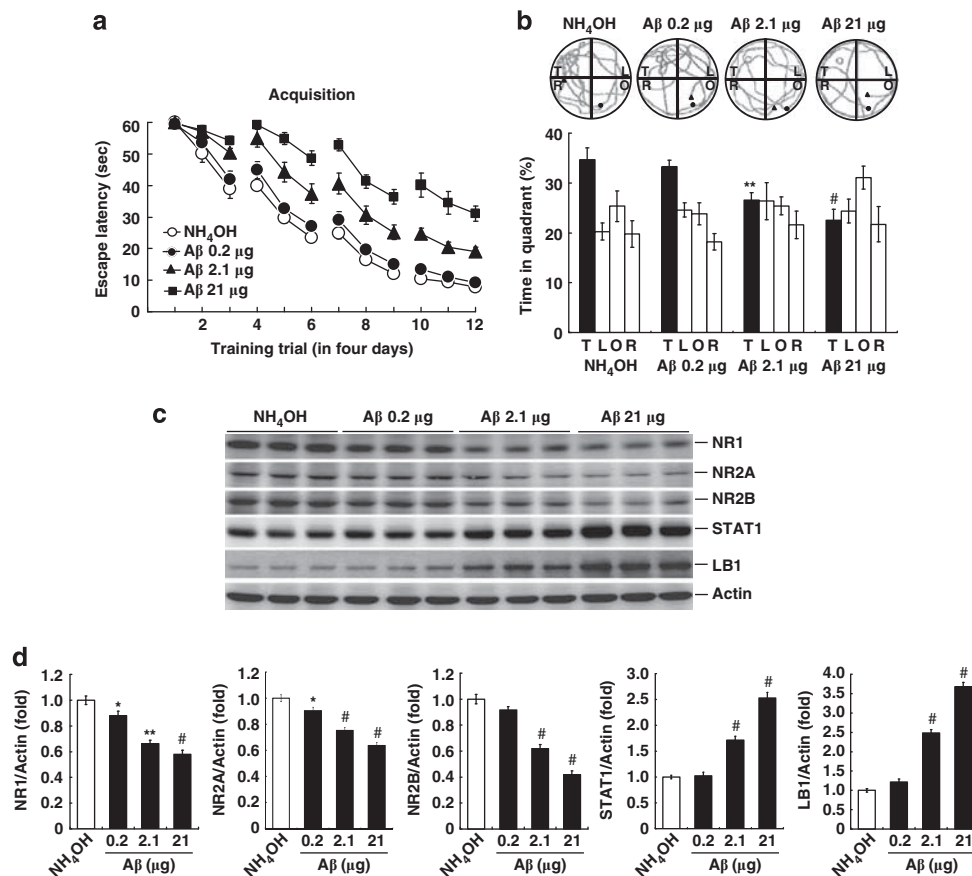 a
Acquisition
Escape latency (sec)
60
50
40
30
20
10
0
NH4OH
Aβ 0.2 μg
Aβ 2.1 μg
Aβ 21 μg
2 4 6 8 10 12
Training trial (in four days)
b
NH4OH Aβ 0.2 μg Aβ 2.1 μg Aβ 21 μg
T L T L T L T L
R O R O R O R O
Time in quadrant (%)
40
30
20
10
0
** #
T L O R T L O R T L O R T L O R
NH4OH Aβ 0.2 μg Aβ 2.1 μg Aβ 21 μg
c
NH4OH Aβ 0.2 μg Aβ 2.1 μg Aβ 21 μg
NR1
NR2A
NR2B
STAT1
LB1
Actin
d
NR1/Actin (fold)
1.2
1.0
0.8
0.6
0.4
0.2
0
* ** #
NH4OH 0.2 2.1 21
Aβ (μg)
NR2A/Actin (fold)
1.2
1.0
0.8
0.6
0.4
0.2
0
* # #
NH4OH 0.2 2.1 21
Aβ (μg)
NR2B/Actin (fold)
1.2
1.0
0.8
0.6
0.4
0.2
0
# #
NH4OH 0.2 2.1 21
Aβ (μg)
STAT1/Actin (fold)
3.0
2.5
2.0
1.5
1.0
0.5
0
# #
NH4OH 0.2 2.1 21
Aβ (μg)
LB1/Actin (fold)
4.0
3.5
3.0
2.5
2.0
1.5
1.0
0.5
0
# #
NH4OH 0.2 2.1 21
Aβ (μg)